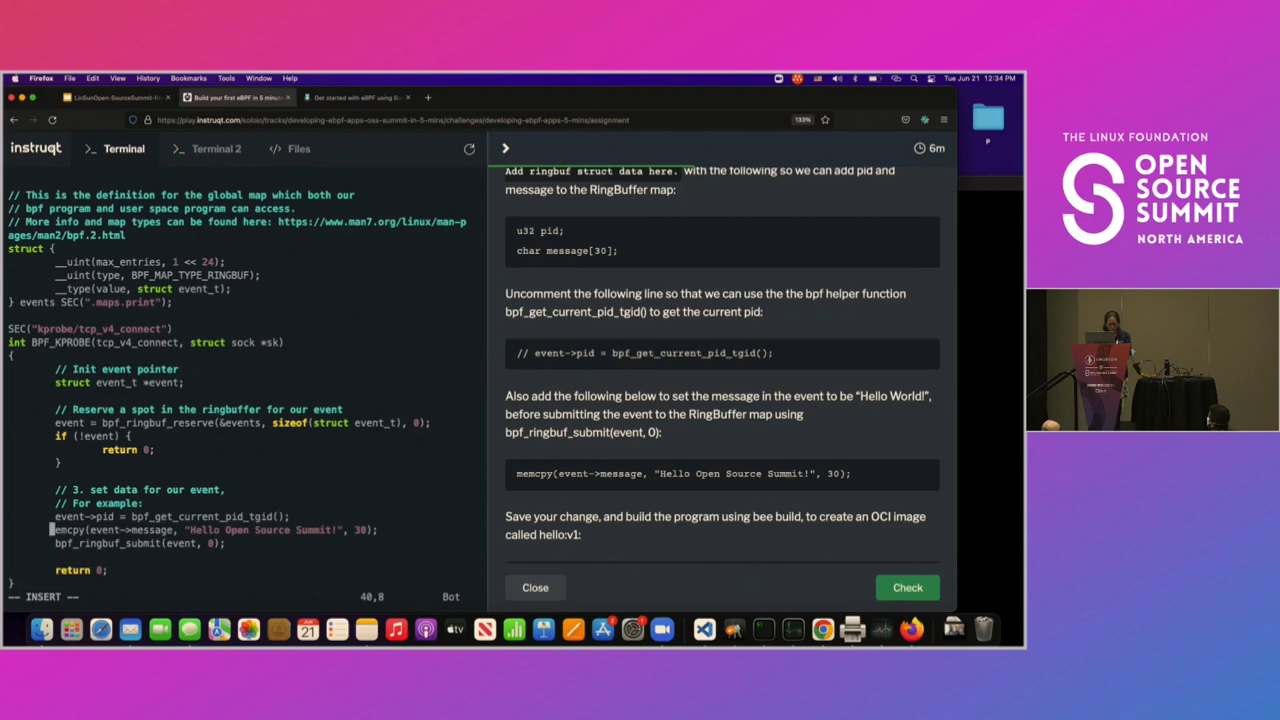 Firefox File Edit View History Bookmarks Tools Window Help
Tue Jun 21 12:34 PM
LinSunOpen-SourceSummit-Fin
Build your first eBPF in 5 minut
Get started with eBPF using Bu
https://play.instruqt.com/soloio/tracks/developing-ebpf-apps-oss-summit-in-5-mins/challenges/developing-ebpf-apps-5-mins/assignment
133%
instruqt
>_ Terminal
>_ Terminal 2
</> Files
6m
// This is the definition for the global map which both our
// bpf program and user space program can access.
// More info and map types can be found here: https://www.man7.org/linux/man-p
ages/man2/bpf.2.html
struct {
__uint(max_entries, 1 << 24);
__uint(type, BPF_MAP_TYPE_RINGBUF);
__type(value, struct event_t);
} events SEC(".maps.print");
SEC("kprobe/tcp_v4_connect")
int BPF_KPROBE(tcp_v4_connect, struct sock *sk)
{
// Init event pointer
struct event_t *event;
// Reserve a spot in the ringbuffer for our event
event = bpf_ringbuf_reserve(&events, sizeof(struct event_t), 0);
if (!event) {
return 0;
}
// 3. set data for our event,
// For example:
event->pid = bpf_get_current_pid_tgid();
emcpy(event->message, "Hello Open Source Summit!", 30);
bpf_ringbuf_submit(event, 0);
return 0;
}
-- INSERT --
40,8
Bot
Add ringbuf struct data here. with the following so we can add pid and
message to the RingBuffer map:
u32 pid;
char message[30];
Uncomment the following line so that we can use the the bpf helper function
bpf_get_current_pid_tgid() to get the current pid:
// event->pid = bpf_get_current_pid_tgid();
Also add the following below to set the message in the event to be “Hello World!”,
before submitting the event to the RingBuffer map using
bpf_ringbuf_submit(event, 0):
memcpy(event->message, "Hello Open Source Summit!", 30);
Save your change, and build the program using bee build, to create an OCI image
called hello:v1:
Close
Check
P
JUN
21
tv
THE LINUX FOUNDATION
OPEN
SOURCE
SUMMIT
NORTH AMERICA